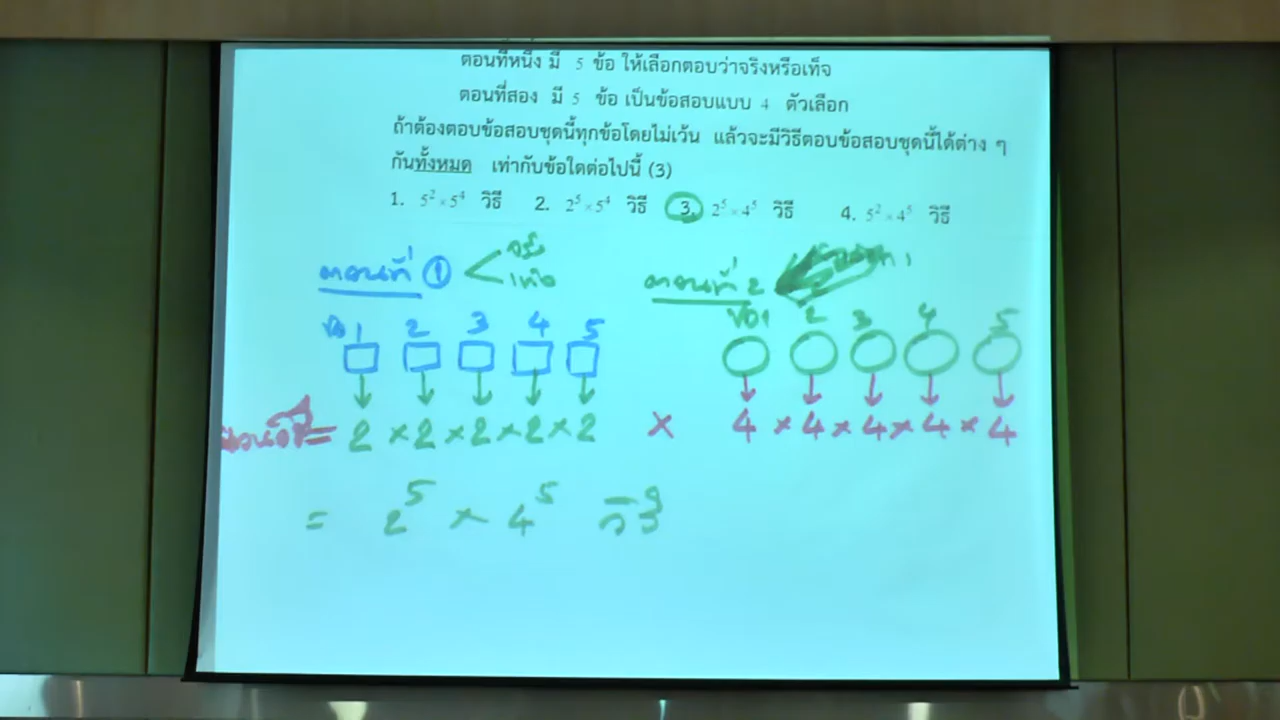 ตอนที่หนึ่ง มี 5 ข้อ ให้เลือกตอบว่าจริงหรือเท็จ
ตอนที่สอง มี 5 ข้อ เป็นข้อสอบแบบ 4 ตัวเลือก
ถ้าต้องตอบข้อสอบชุดนี้ทุกข้อโดยไม่เว้น แล้วจะมีวิธีตอบข้อสอบชุดนี้ได้ต่าง ๆ
กันทั้งหมด เท่ากับข้อใดต่อไปนี้ (3)
1. 5² × 5⁴ วิธี 2. 2⁵ × 5⁴ วิธี 3. 2⁵ × 4⁵ วิธี 4. 5² × 4⁵ วิธี
ตอนที่ ① จริง เท็จ ตอนที่ 2
ข้อ 1 2 3 4 5 ข้อ 1 2 3 4 5
= 2 × 2 × 2 × 2 × 2 × 4 × 4 × 4 × 4 × 4
= 2⁵ × 4⁵ วิธี